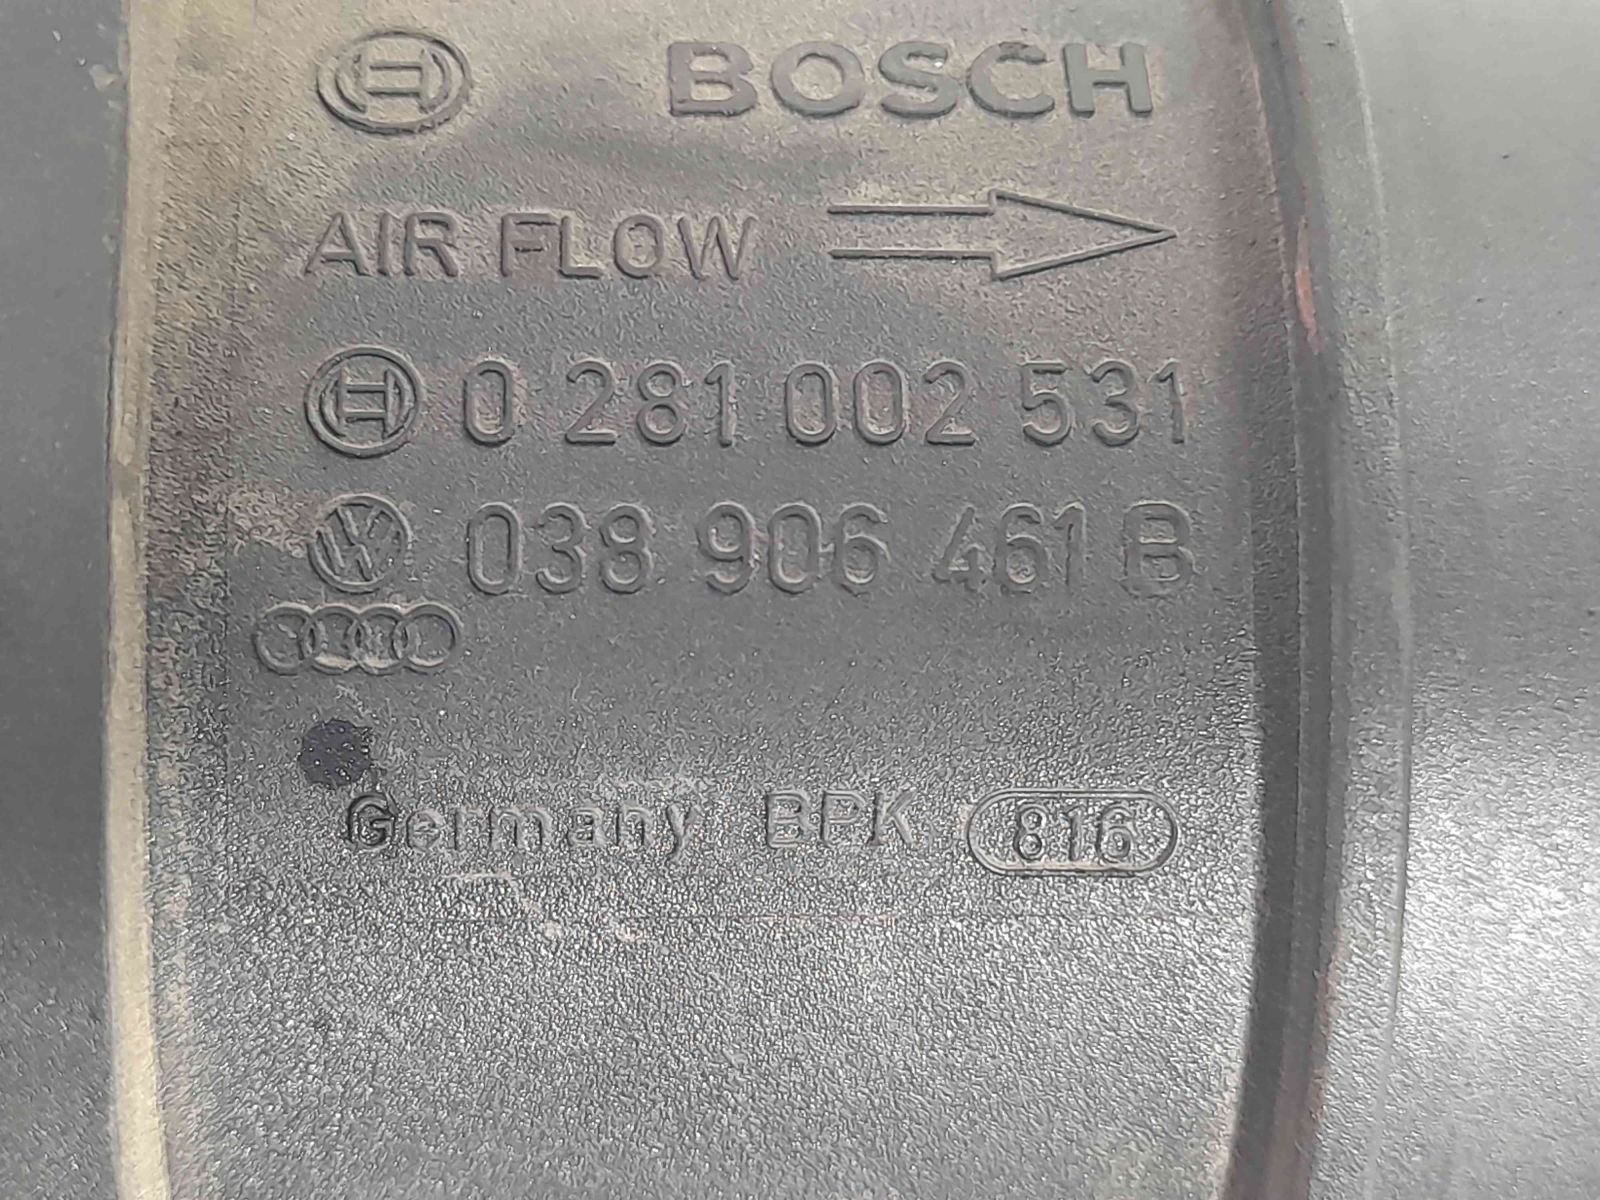 BOSCH
AIR FLOW
0 281 002 531
038 906 461 B
Germany BPK 816